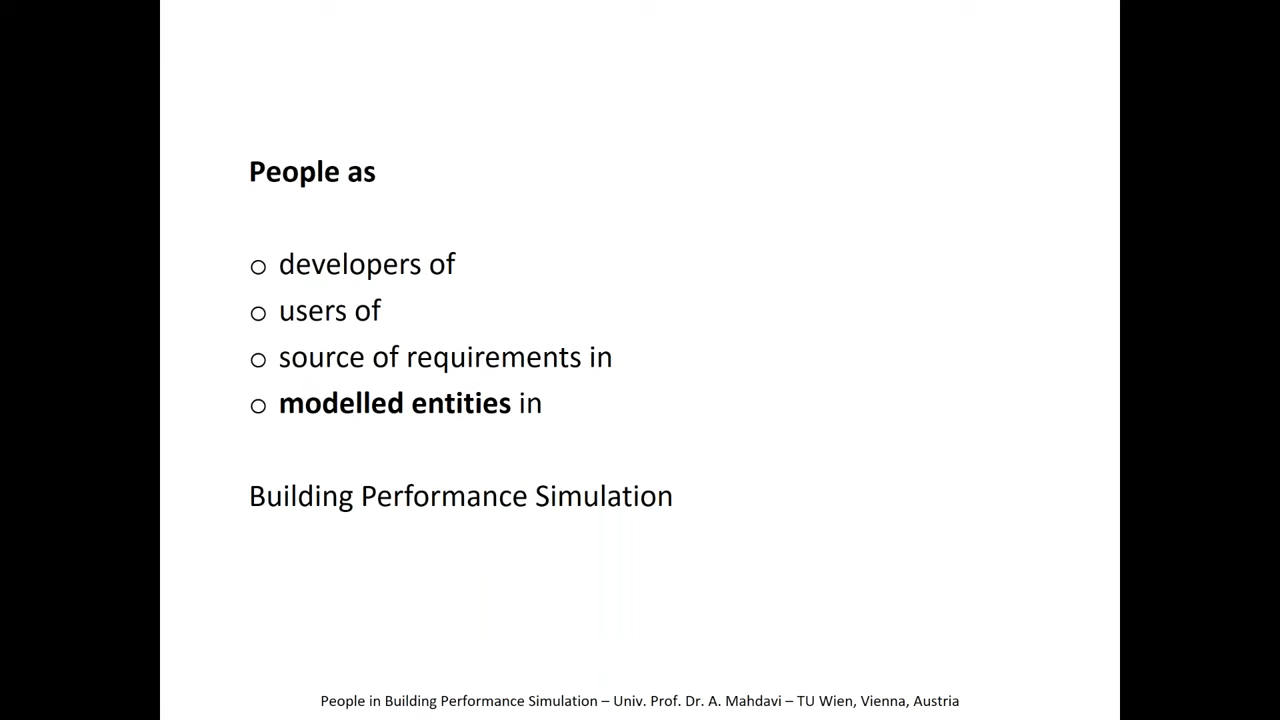 People as
o developers of
o users of
o source of requirements in
o modelled entities in
Building Performance Simulation
People in Building Performance Simulation – Univ. Prof. Dr. A. Mahdavi – TU Wien, Vienna, Austria